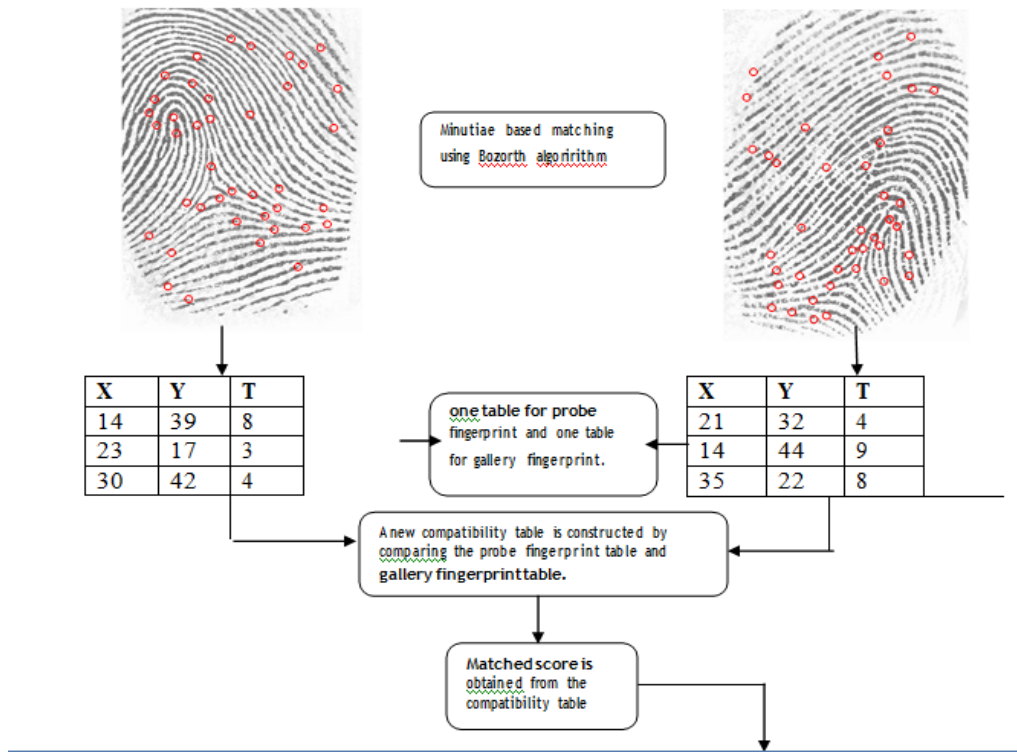 Minutiae based matching
using Bozorth algoririthm
X Y T
14 39 8
23 17 3
30 42 4
one table for probe
fingerprint and one table
for gallery fingerprint.
X Y T
21 32 4
14 44 9
35 22 8
A new compatibility table is constructed by
comparing the probe fingerprint table and
gallery fingerprint table.
Matched score is
obtained from the
compatibility table